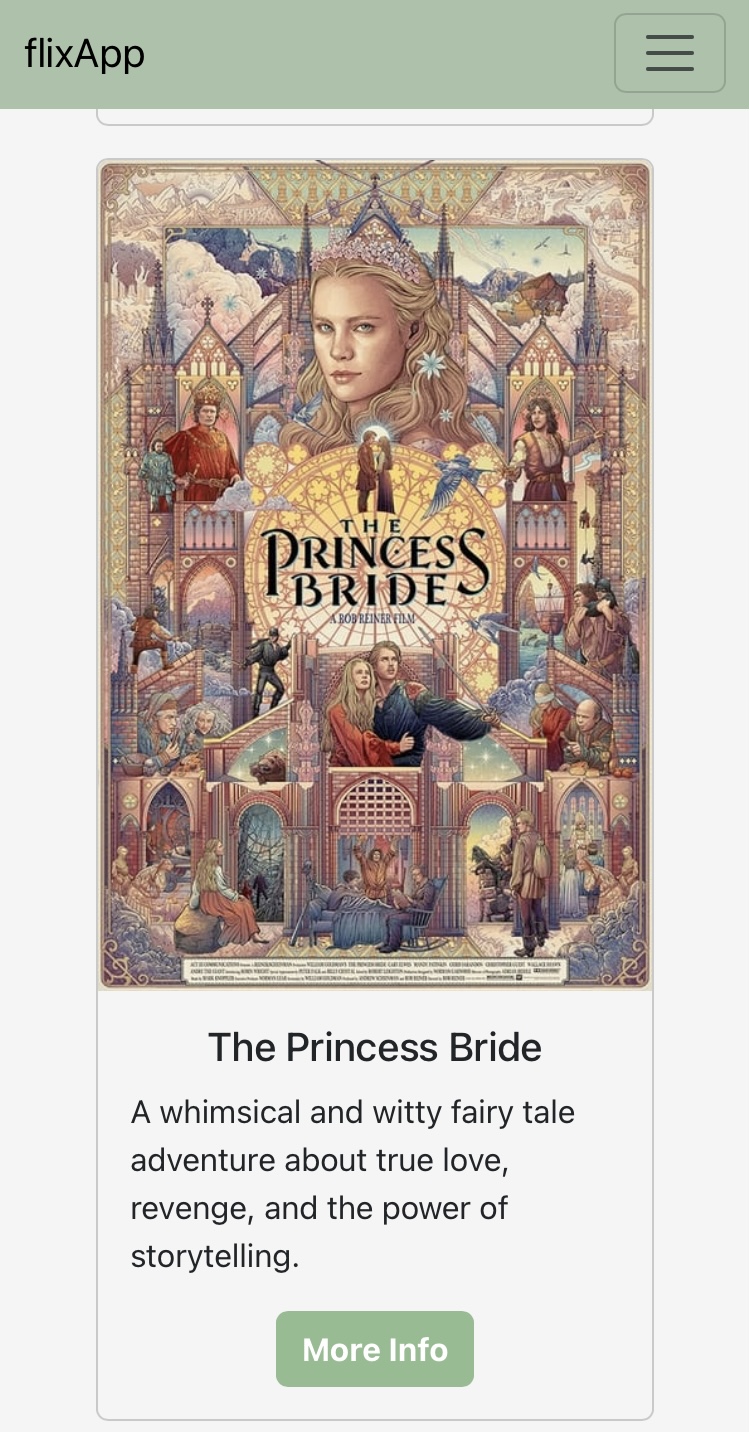 flixApp
THE
PRINCESS
BRIDE
A ROB REINER FILM
The Princess Bride
A whimsical and witty fairy tale
adventure about true love,
revenge, and the power of
storytelling.
More Info